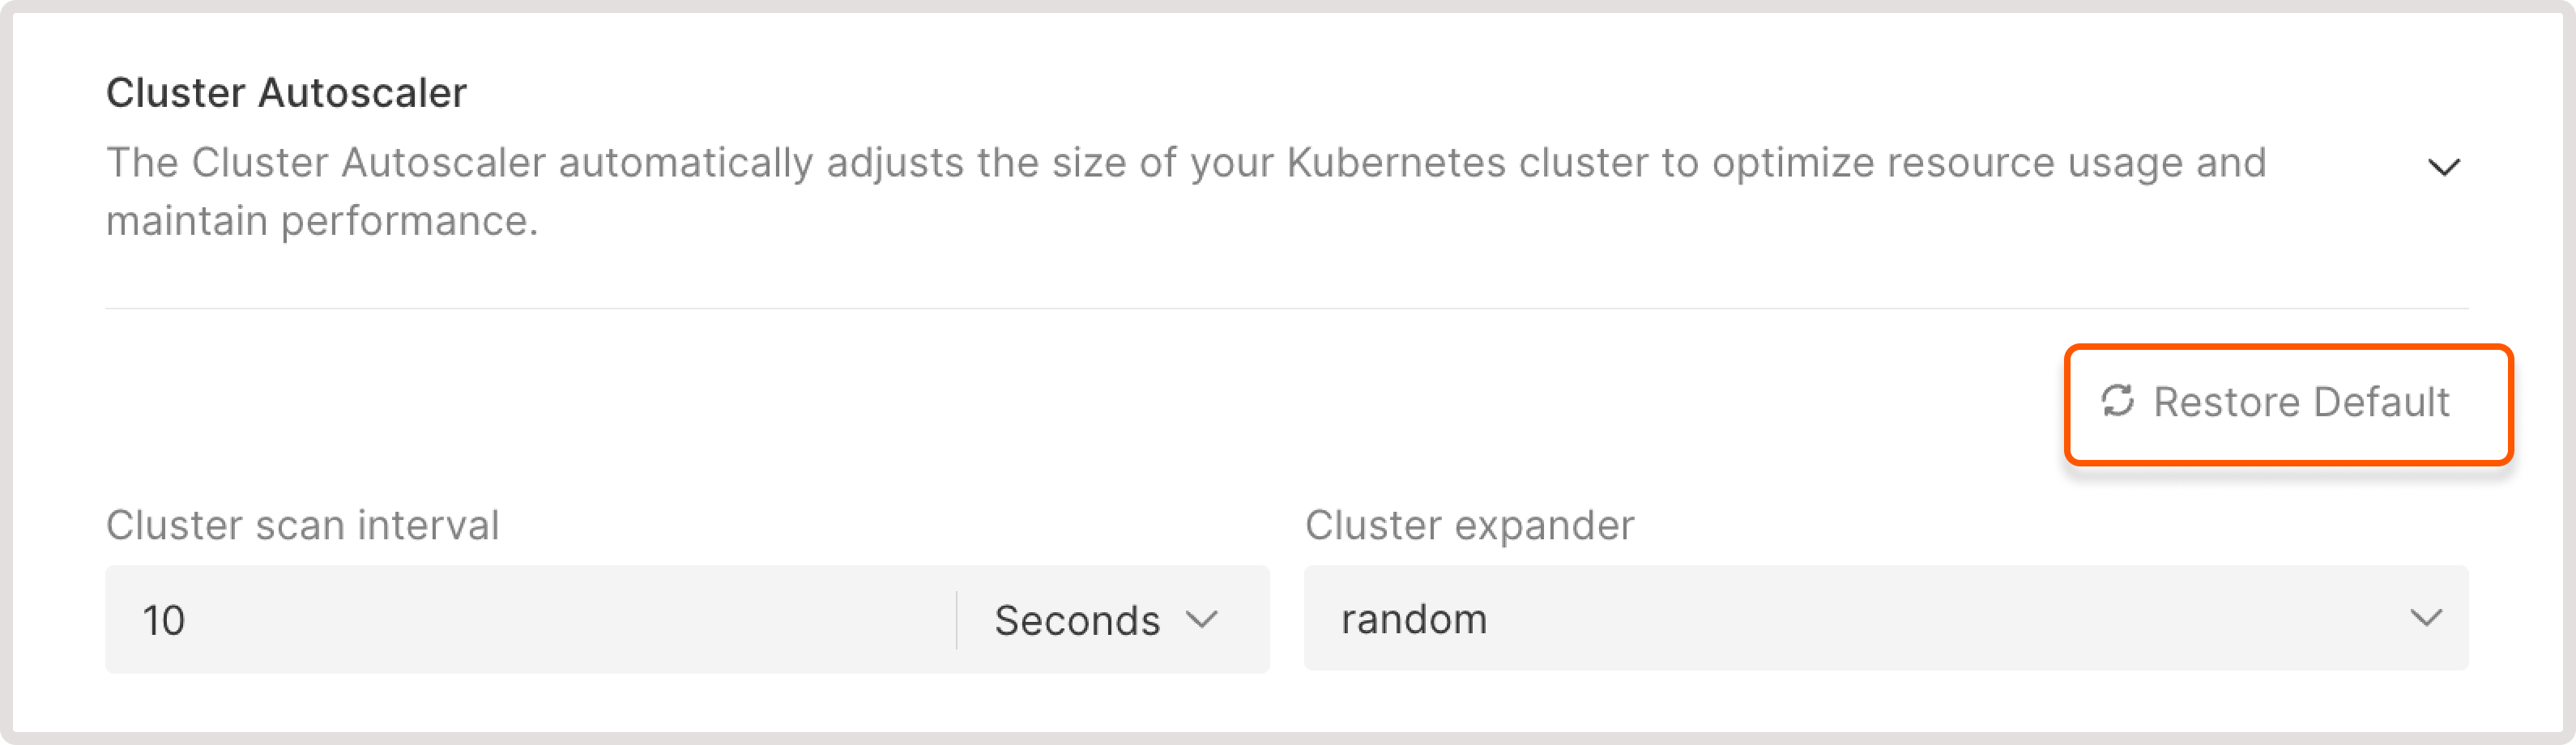 Cluster Autoscaler
The Cluster Autoscaler automatically adjusts the size of your Kubernetes cluster to optimize resource usage and
maintain performance.
Restore Default
Cluster scan interval
Cluster expander
10
Seconds
random